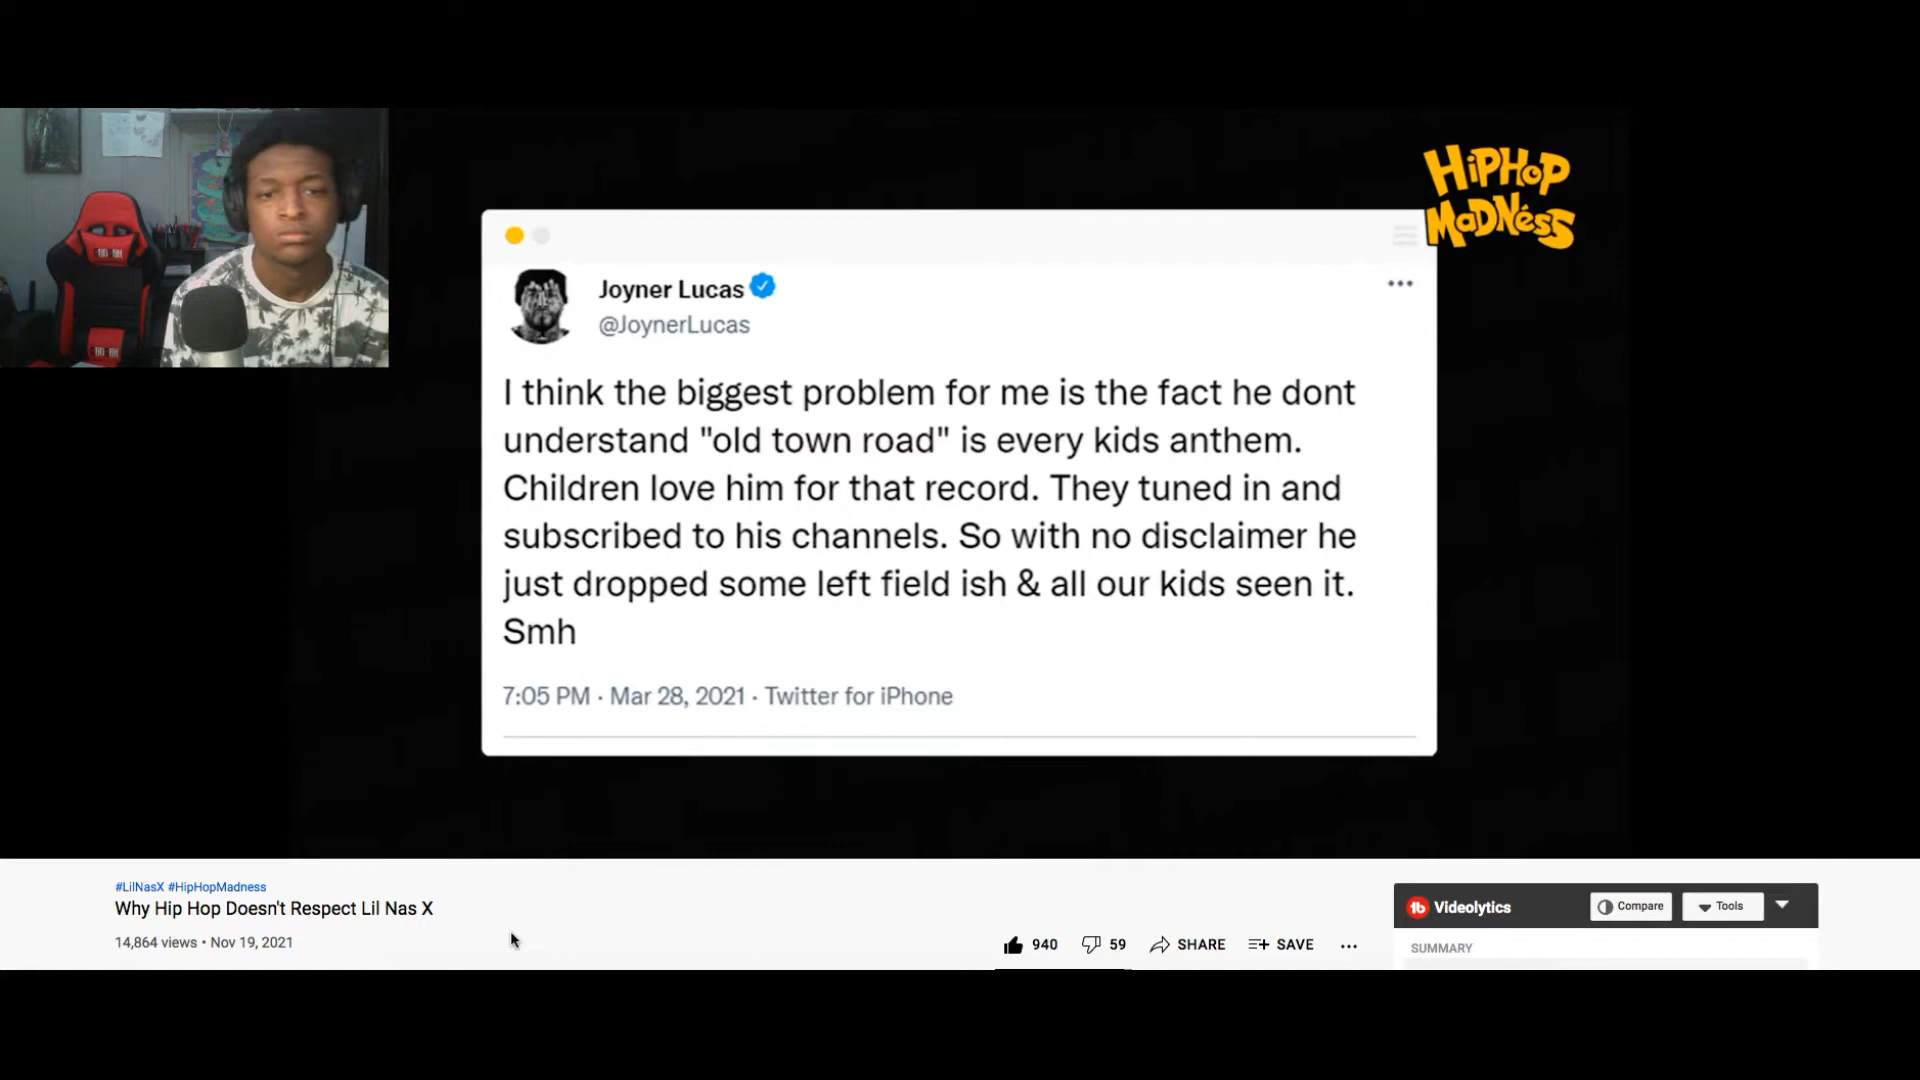 HiPHoP
MaDNéSS
Joyner Lucas
@JoynerLucas
I think the biggest problem for me is the fact he dont
understand "old town road" is every kids anthem.
Children love him for that record. They tuned in and
subscribed to his channels. So with no disclaimer he
just dropped some left field ish & all our kids seen it.
Smh
7:05 PM · Mar 28, 2021 · Twitter for iPhone
#LilNasX #HipHopMadness
Why Hip Hop Doesn't Respect Lil Nas X
14,864 views • Nov 19, 2021
940
59
SHARE
SAVE
tb Videolytics
Compare
Tools
SUMMARY